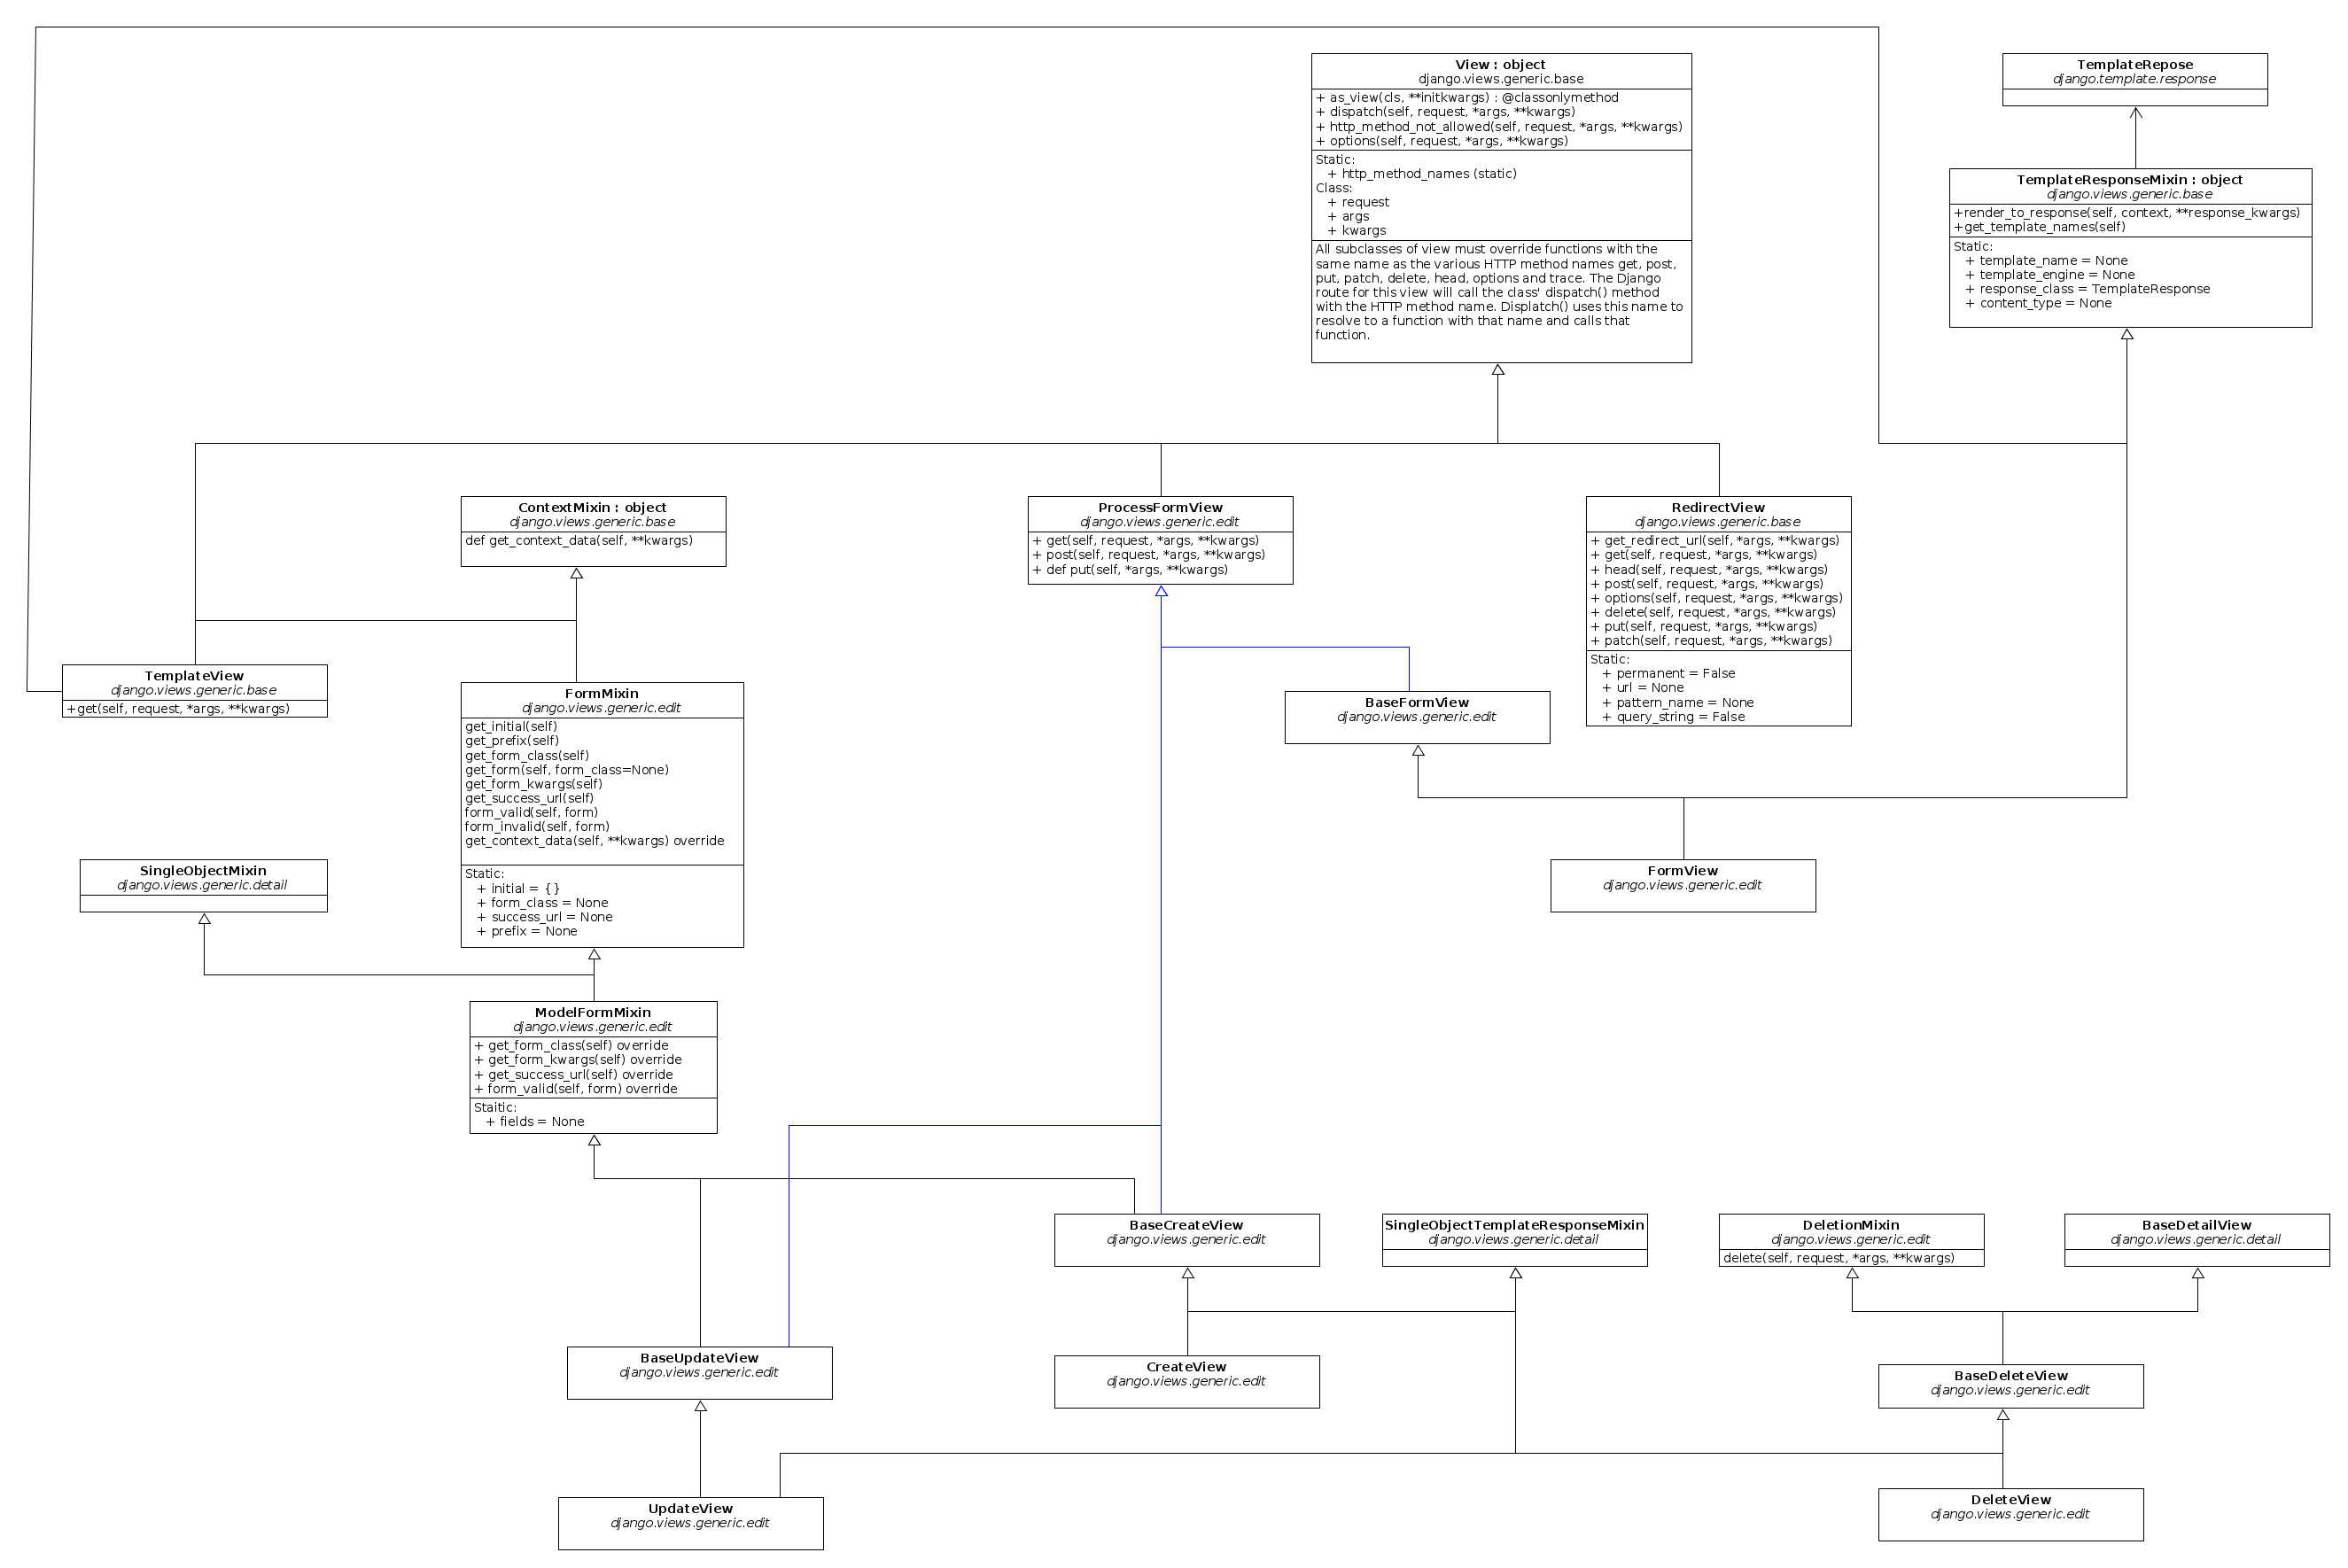 View : object
django.views.generic.base
+ as_view(cls, **initkwargs) : @classonlymethod
+ dispatch(self, request, *args, **kwargs)
+ http_method_not_allowed(self, request, *args, **kwargs)
+ options(self, request, *args, **kwargs)
Static:
+ http_method_names (static)
Class:
+ request
+ args
+ kwargs
All subclasses of view must override functions with the
same name as the various HTTP method names get, post,
put, patch, delete, head, options and trace. The Django
route for this view will call the class' dispatch() method
with the HTTP method name. Displatch() uses this name to
resolve to a function with that name and calls that
function.
TemplateRepose
django.template.response
TemplateResponseMixin : object
django.views.generic.base
+render_to_response(self, context, **response_kwargs)
+get_template_names(self)
Static:
+ template_name = None
+ template_engine = None
+ response_class = TemplateResponse
+ content_type = None
ContextMixin : object
django.views.generic.base
def get_context_data(self, **kwargs)
ProcessFormView
django.views.generic.edit
+ get(self, request, *args, **kwargs)
+ post(self, request, *args, **kwargs)
+ def put(self, *args, **kwargs)
RedirectView
django.views.generic.base
+ get_redirect_url(self, *args, **kwargs)
+ get(self, request, *args, **kwargs)
+ head(self, request, *args, **kwargs)
+ post(self, request, *args, **kwargs)
+ options(self, request, *args, **kwargs)
+ delete(self, request, *args, **kwargs)
+ put(self, request, *args, **kwargs)
+ patch(self, request, *args, **kwargs)
Static:
+ permanent = False
+ url = None
+ pattern_name = None
+ query_string = False
TemplateView
django.views.generic.base
+get(self, request, *args, **kwargs)
FormMixin
django.views.generic.edit
get_initial(self)
get_prefix(self)
get_form_class(self)
get_form(self, form_class=None)
get_form_kwargs(self)
get_success_url(self)
form_valid(self, form)
form_invalid(self, form)
get_context_data(self, **kwargs) override
Static:
+ initial = {}
+ form_class = None
+ success_url = None
+ prefix = None
BaseFormView
django.views.generic.edit
SingleObjectMixin
django.views.generic.detail
FormView
django.views.generic.edit
ModelFormMixin
django.views.generic.edit
+ get_form_class(self) override
+ get_form_kwargs(self) override
+ get_success_url(self) override
+ form_valid(self, form) override
Staitic:
+ fields = None
BaseCreateView
django.views.generic.edit
SingleObjectTemplateResponseMixin
django.views.generic.detail
DeletionMixin
django.views.generic.edit
delete(self, request, *args, **kwargs)
BaseDetailView
django.views.generic.detail
BaseUpdateView
django.views.generic.edit
CreateView
django.views.generic.edit
BaseDeleteView
django.views.generic.edit
UpdateView
django.views.generic.edit
DeleteView
django.views.generic.edit